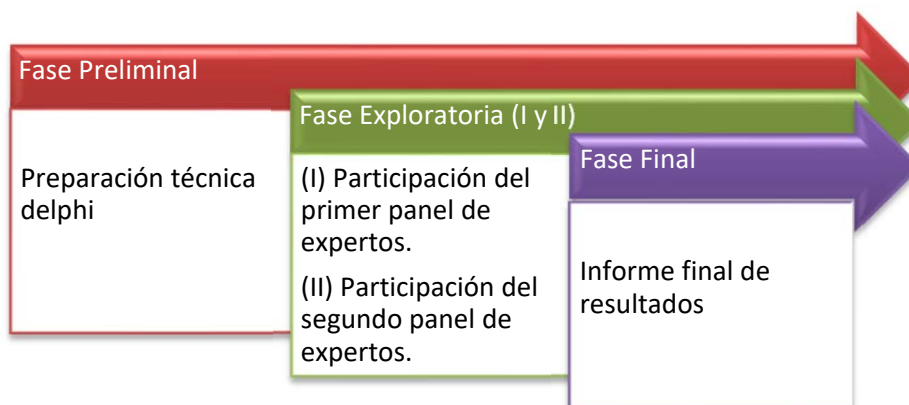 Fase Preliminal
Preparación técnica
delphi
Fase Exploratoria (I y II)
(I) Participación del
primer panel de
expertos.
(II) Participación del
segundo panel de
expertos.
Fase Final
Informe final de
resultados